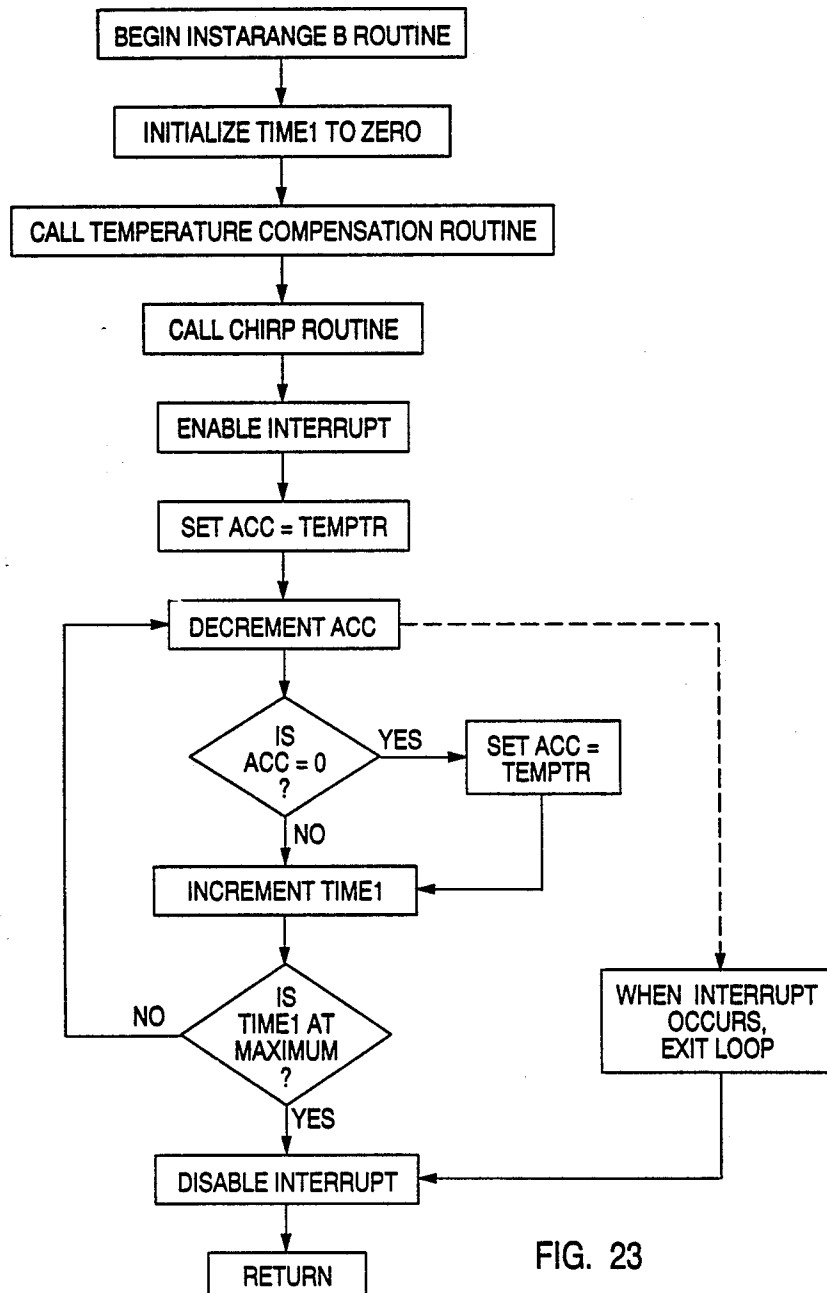 BEGIN INSTARANGE B ROUTINE
INITIALIZE TIME1 TO ZERO
CALL TEMPERATURE COMPENSATION ROUTINE
CALL CHIRP ROUTINE
ENABLE INTERRUPT
SET ACC = TEMPTR
DECREMENT ACC
IS
ACC = 0
?
YES
SET ACC =
TEMPTR
NO
INCREMENT TIME1
IS
TIME1 AT
MAXIMUM
?
NO
YES
WHEN INTERRUPT
OCCURS,
EXIT LOOP
DISABLE INTERRUPT
RETURN
FIG. 23